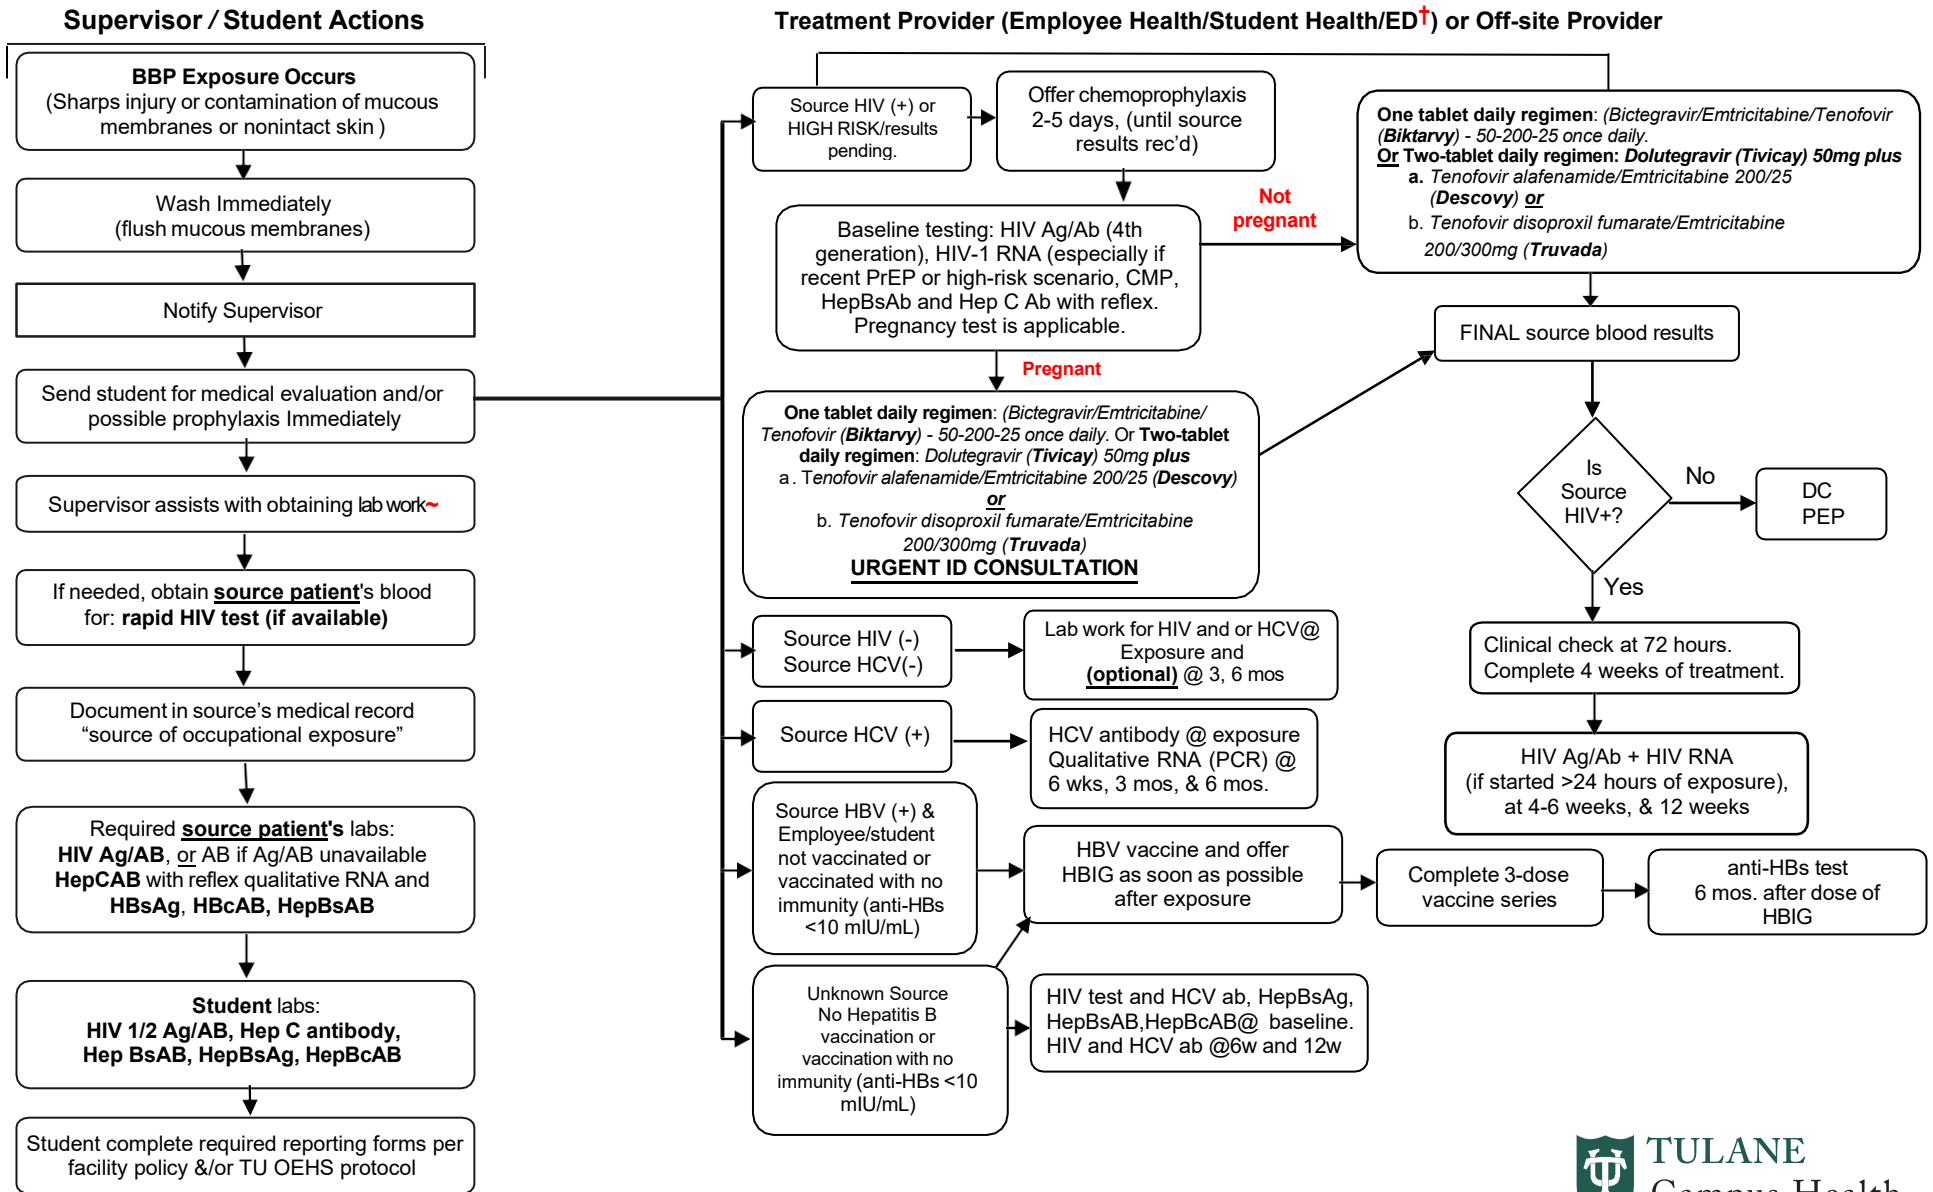 Supervisor / Student Actions
BBP Exposure Occurs
(Sharps injury or contamination of mucous
membranes or nonintact skin )
Wash Immediately
(flush mucous membranes)
Notify Supervisor
Send student for medical evaluation and/or
possible prophylaxis Immediately
Supervisor assists with obtaining lab work~
If needed, obtain source patient's blood
for: rapid HIV test (if available)
Document in source’s medical record
“source of occupational exposure”
Required source patient's labs:
HIV Ag/AB, or AB if Ag/AB unavailable
HepCAB with reflex qualitative RNA and
HBsAg, HBcAB, HepBsAB
Student labs:
HIV 1/2 Ag/AB, Hep C antibody,
Hep BsAB, HepBsAg, HepBcAB
Student complete required reporting forms per
facility policy &/or TU OEHS protocol
Treatment Provider (Employee Health/Student Health/ED†) or Off-site Provider
Source HIV (+) or
HIGH RISK/results
pending.
Offer chemoprophylaxis
2-5 days, (until source
results rec’d)
Baseline testing: HIV Ag/Ab (4th
generation), HIV-1 RNA (especially if
recent PrEP or high-risk scenario, CMP,
HepBsAb and Hep C Ab with reflex.
Pregnancy test is applicable.
Not
pregnant
One tablet daily regimen: (Bictegravir/Emtricitabine/Tenofovir
(Biktarvy) - 50-200-25 once daily.
Or Two-tablet daily regimen: Dolutegravir (Tivicay) 50mg plus
a. Tenofovir alafenamide/Emtricitabine 200/25
(Descovy) or
b. Tenofovir disoproxil fumarate/Emtricitabine
200/300mg (Truvada)
Pregnant
One tablet daily regimen: (Bictegravir/Emtricitabine/
Tenofovir (Biktarvy) - 50-200-25 once daily. Or Two-tablet
daily regimen: Dolutegravir (Tivicay) 50mg plus
a. Tenofovir alafenamide/Emtricitabine 200/25 (Descovy)
or
b. Tenofovir disoproxil fumarate/Emtricitabine
200/300mg (Truvada)
URGENT ID CONSULTATION
FINAL source blood results
Is
Source
HIV+?
No
DC
PEP
Yes
Clinical check at 72 hours.
Complete 4 weeks of treatment.
HIV Ag/Ab + HIV RNA
(if started >24 hours of exposure),
at 4-6 weeks, & 12 weeks
Source HIV (-)
Source HCV(-)
Lab work for HIV and or HCV@
Exposure and
(optional) @ 3, 6 mos
Source HCV (+)
HCV antibody @ exposure
Qualitative RNA (PCR) @
6 wks, 3 mos, & 6 mos.
Source HBV (+) &
Employee/student
not vaccinated or
vaccinated with no
immunity (anti-HBs
<10 mIU/mL)
HBV vaccine and offer
HBIG as soon as possible
after exposure
Complete 3-dose
vaccine series
anti-HBs test
6 mos. after dose of
HBIG
Unknown Source
No Hepatitis B
vaccination or
vaccination with no
immunity (anti-HBs <10
mIU/mL)
HIV test and HCV ab, HepBsAg,
HepBsAB,HepBcAB@ baseline.
HIV and HCV ab @6w and 12w
TULANE
Campus Health